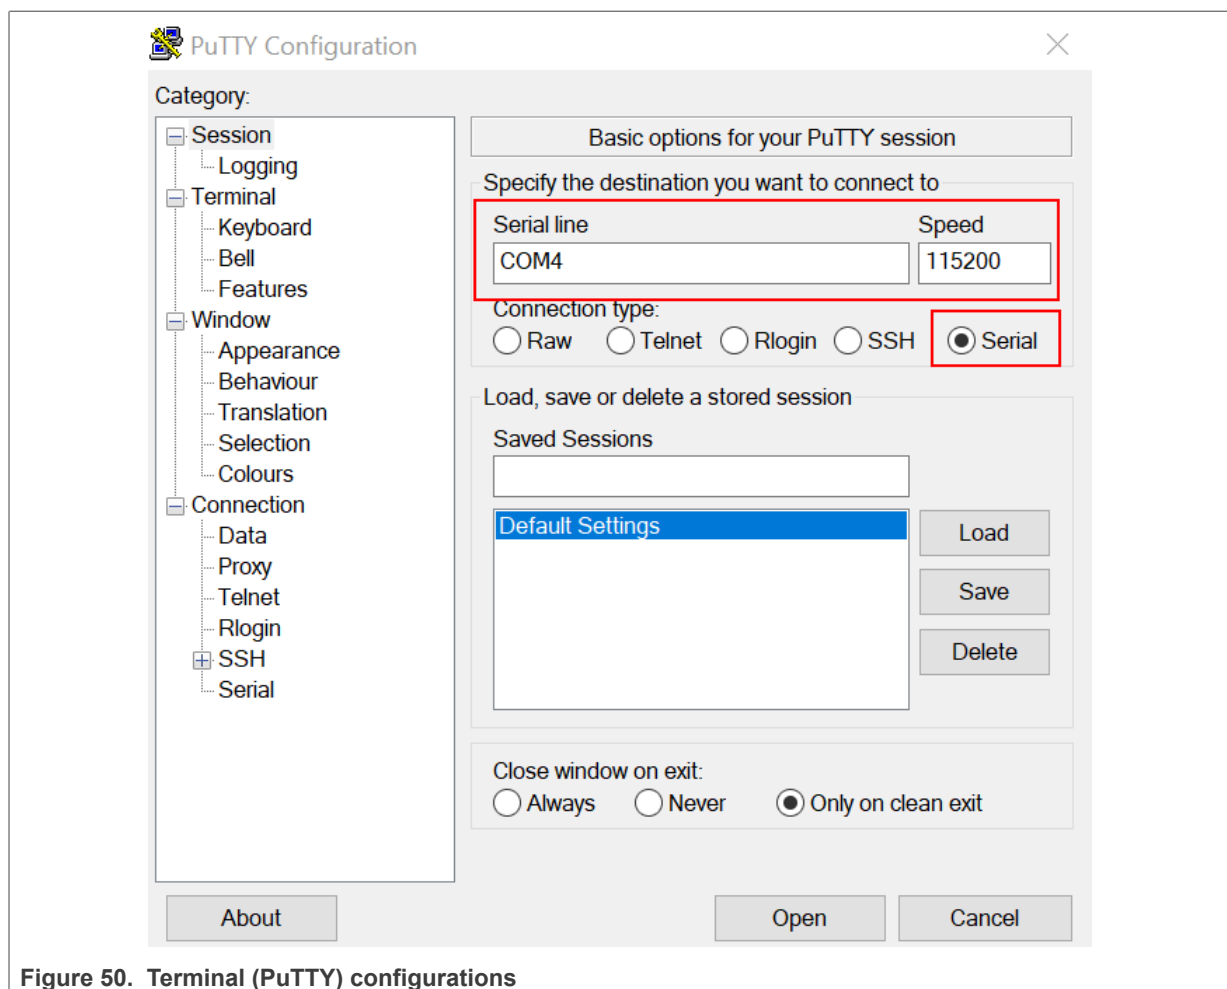 PuTTY Configuration
Category:
Session
Logging
Terminal
Keyboard
Bell
Features
Window
Appearance
Behaviour
Translation
Selection
Colours
Connection
Data
Proxy
Telnet
Rlogin
SSH
Serial
Basic options for your PuTTY session
Specify the destination you want to connect to
Serial line Speed
COM4 115200
Connection type:
Raw Telnet Rlogin SSH Serial
Load, save or delete a stored session
Saved Sessions
Default Settings
Load
Save
Delete
Close window on exit:
Always Never Only on clean exit
About Open Cancel
Figure 50. Terminal (PuTTY) configurations